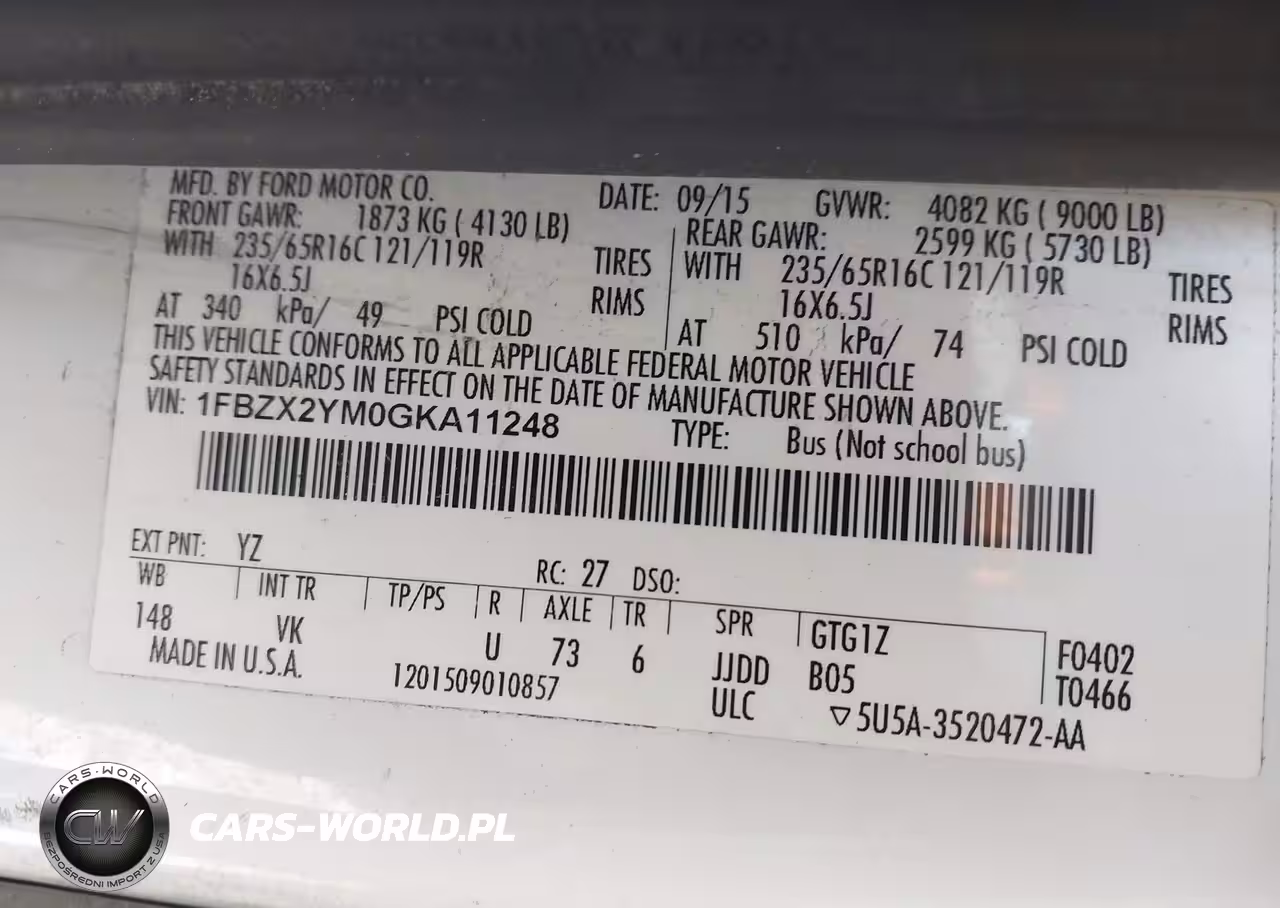 MFD. BY FORD MOTOR CO. DATE: 09/15 GVWR: 4082 KG ( 9000 LB)
FRONT GAWR: 1873 KG ( 4130 LB) REAR GAWR: 2599 KG ( 5730 LB)
WITH 235/65R16C 121/119R TIRES WITH 235/65R16C 121/119R TIRES
16X6.5J RIMS 16X6.5J RIMS
AT 340 kPa/ 49 PSI COLD AT 510 kPa/ 74 PSI COLD
THIS VEHICLE CONFORMS TO ALL APPLICABLE FEDERAL MOTOR VEHICLE
SAFETY STANDARDS IN EFFECT ON THE DATE OF MANUFACTURE SHOWN ABOVE.
VIN: 1FBZX2YM0GKA11248 TYPE: Bus (Not school bus)
EXT PNT: YZ RC: 27 DSO:
WB INT TR TP/PS R AXLE TR SPR GTG1Z F0402
148 VK U 73 6 JJDD B05 T0466
MADE IN U.S.A. 1201509010857 ULC ▽5U5A-3520472-AA
CARS-WORLD
CW
BEZPOŚREDNI IMPORT Z USA
CARS-WORLD.PL